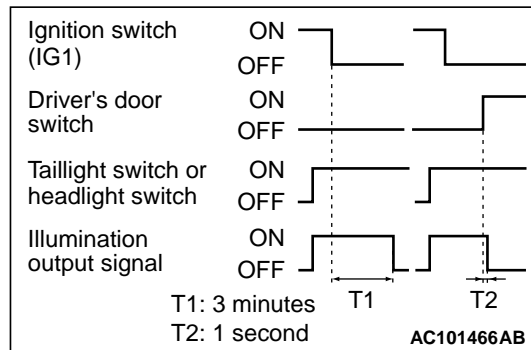 Ignition switch ON
(IG1) OFF
Driver's door ON
switch OFF
Taillight switch or ON
headlight switch OFF
Illumination ON
output signal OFF
T1 T2
T1: 3 minutes
T2: 1 second
AC101466AB